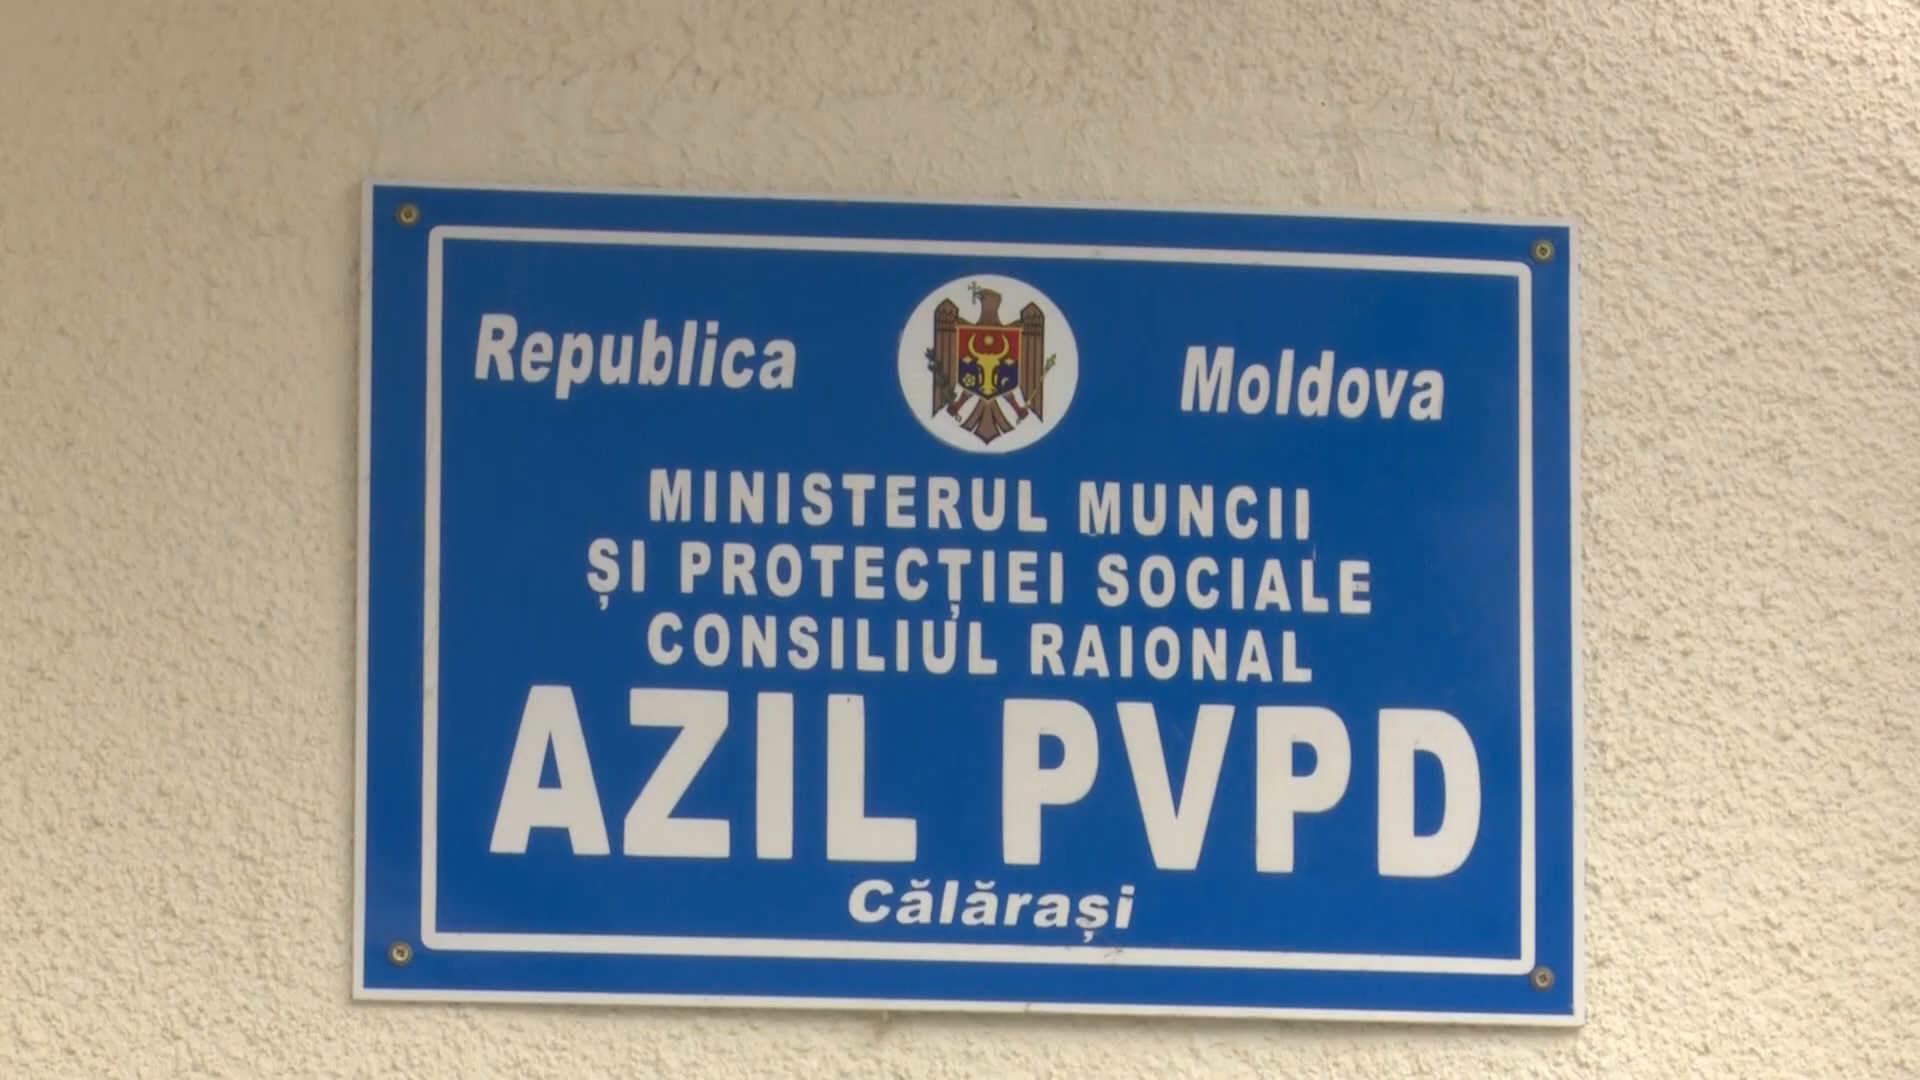 Republica Moldova
MINISTERUL MUNCII
ȘI PROTECȚIEI SOCIALE
CONSILIUL RAIONAL
AZIL PVPD
Călărași